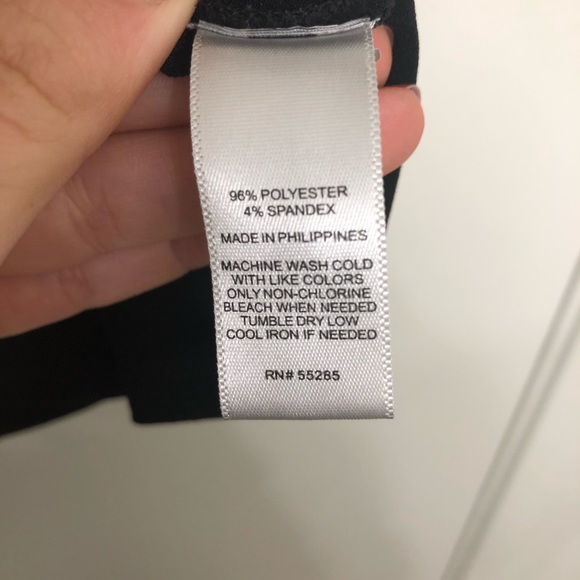 96% POLYESTER
4% SPANDEX
MADE IN PHILIPPINES
MACHINE WASH COLD
WITH LIKE COLORS
ONLY NON-CHLORINE
BLEACH WHEN NEEDED
TUMBLE DRY LOW
COOL IRON IF NEEDED
RN# 55285